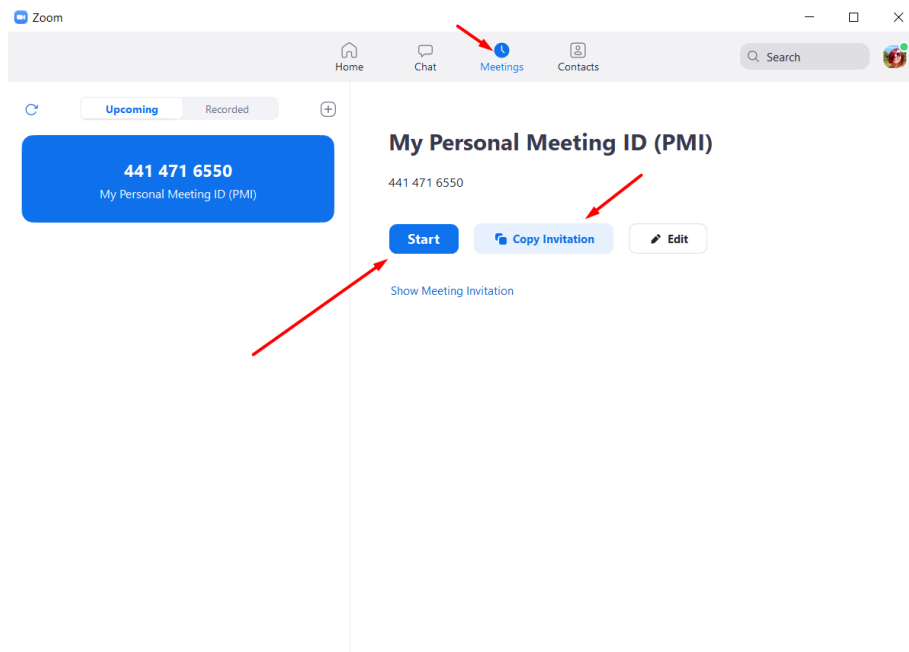 Zoom
Home
Chat
Meetings
Contacts
Search
Upcoming
Recorded
441 471 6550
My Personal Meeting ID (PMI)
My Personal Meeting ID (PMI)
441 471 6550
Start
Copy Invitation
Edit
Show Meeting Invitation